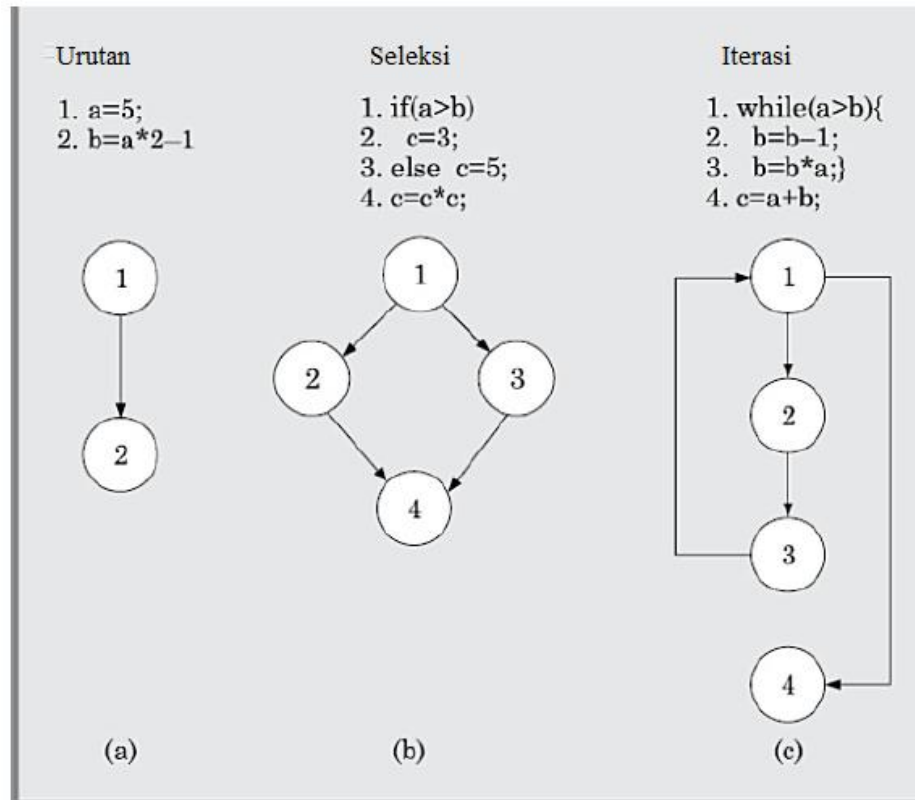 Urutan
1. a=5;
2. b=a*2–1
Seleksi
1. if(a>b)
2. c=3;
3. else c=5;
4. c=c*c;
Iterasi
1. while(a>b){
2. b=b–1;
3. b=b*a;}
4. c=a+b;
1
2
1
2
3
4
1
2
3
4
(a)
(b)
(c)